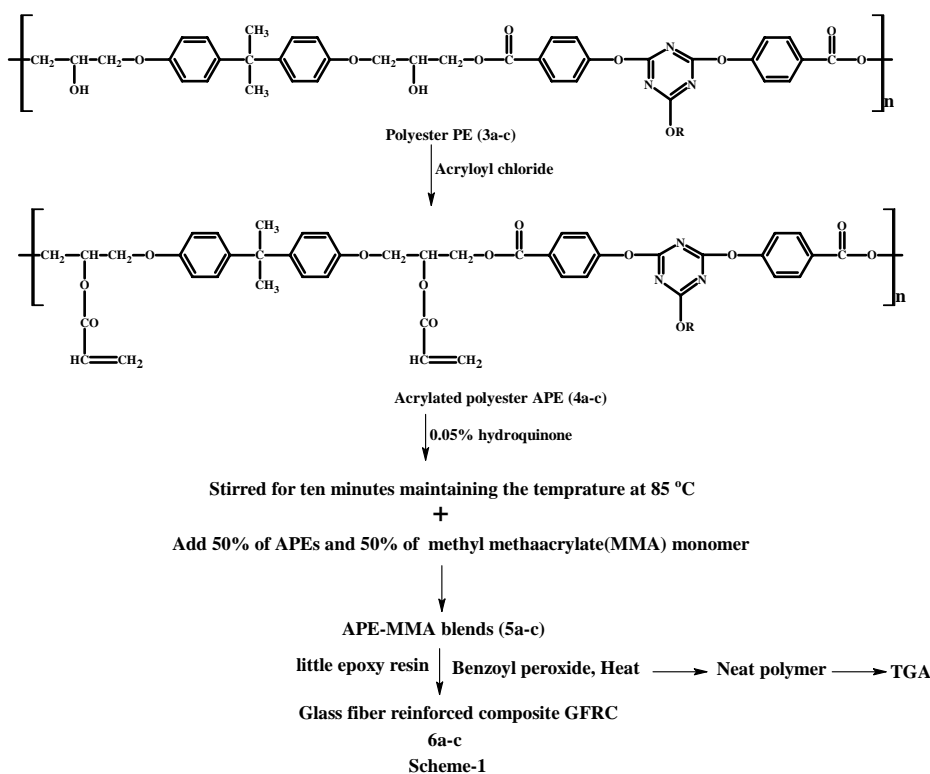 CH2-CH-CH2-O C(CH3)(CH3) O-CH2-CH-CH2-O-C O N N N O C-O n
OH OH O O OR
Polyester PE (3a-c)
Acryloyl chloride
CH2-CH-CH2-O C(CH3)(CH3) O-CH2-CH-CH2-O-C O N N N O C-O n
O O O O OR
CO CO
HC=CH2 HC=CH2
Acrylated polyester APE (4a-c)
0.05% hydroquinone
Stirred for ten minutes maintaining the temprature at 85 °C
+
Add 50% of APEs and 50% of methyl methaacrylate(MMA) monomer
APE-MMA blends (5a-c)
little epoxy resin Benzoyl peroxide, Heat Neat polymer TGA
Glass fiber reinforced composite GFRC
6a-c
Scheme-1